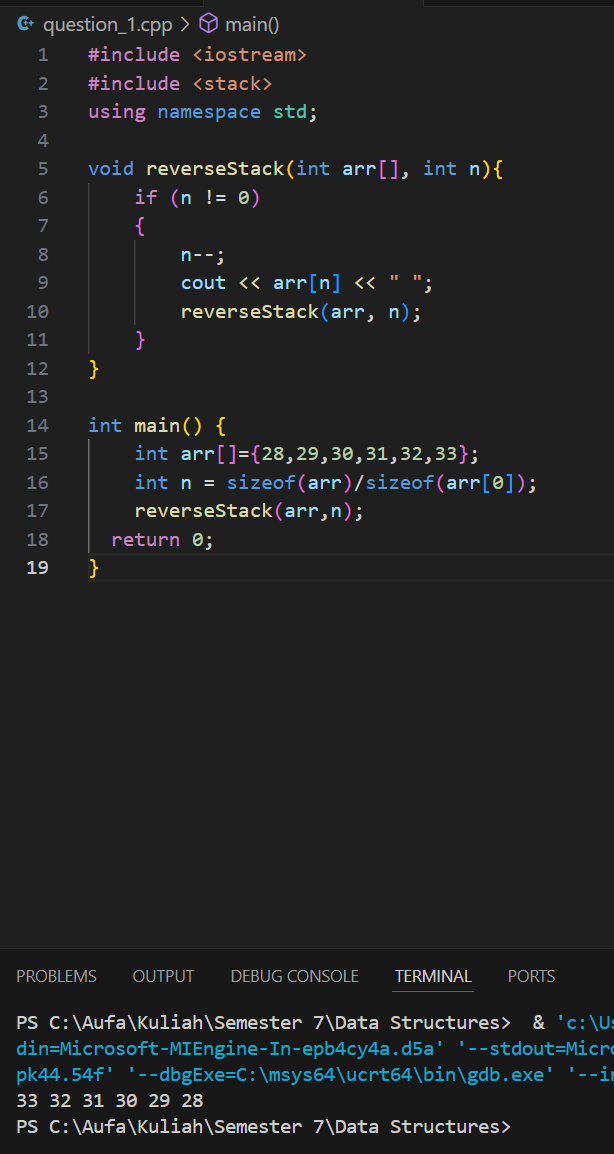 question_1.cpp > main()
1 #include <iostream>
2 #include <stack>
3 using namespace std;
4
5 void reverseStack(int arr[], int n){
6     if (n != 0)
7     {
8         n--;
9         cout << arr[n] << " ";
10         reverseStack(arr, n);
11     }
12 }
13
14 int main() {
15     int arr[]={28,29,30,31,32,33};
16     int n = sizeof(arr)/sizeof(arr[0]);
17     reverseStack(arr,n);
18   return 0;
19 }
PROBLEMS OUTPUT DEBUG CONSOLE TERMINAL PORTS
PS C:\Aufa\Kuliah\Semester 7\Data Structures>  & 'c:\Us
din=Microsoft-MIEngine-In-epb4cy4a.d5a' '--stdout=Micro
pk44.54f' '--dbgExe=C:\msys64\ucrt64\bin\gdb.exe' '--in
33 32 31 30 29 28
PS C:\Aufa\Kuliah\Semester 7\Data Structures>